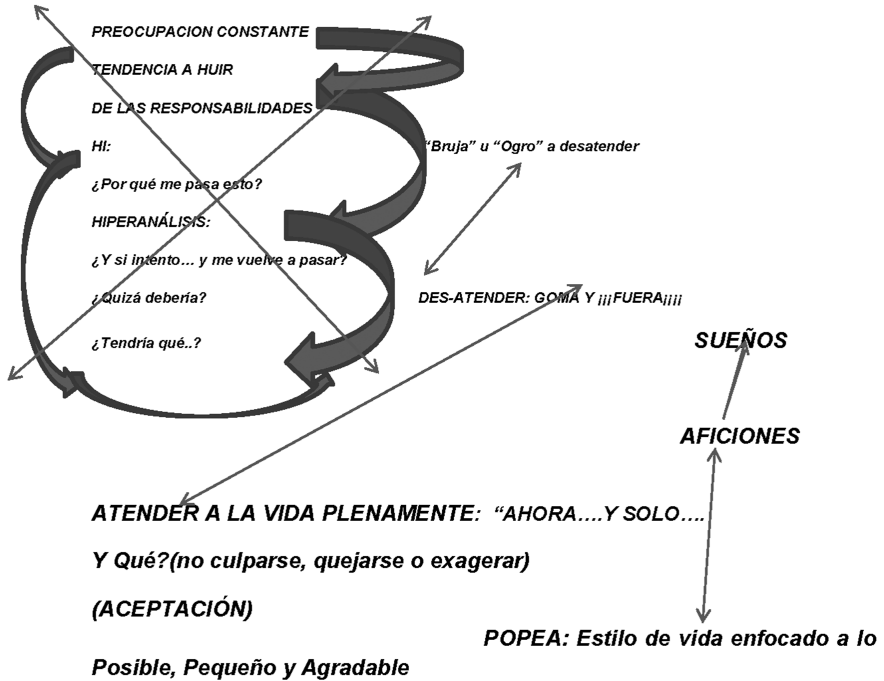 PREOCUPACION CONSTANTE
TENDENCIA A HUIR
DE LAS RESPONSABILIDADES
HI:
"Bruja" u "Ogro" a desatender
¿Por qué me pasa esto?
HIPERANÁLISIS:
¿Y si intento… y me vuelve a pasar?
¿Quizá debería?
DES-ATENDER: GOMA Y ¡¡¡FUERA¡¡¡¡
¿Tendría qué..?
SUEÑOS
AFICIONES
ATENDER A LA VIDA PLENAMENTE: “AHORA….Y SOLO….
Y Qué?(no culparse, quejarse o exagerar)
(ACEPTACIÓN)
POPEA: Estilo de vida enfocado a lo
Posible, Pequeño y Agradable